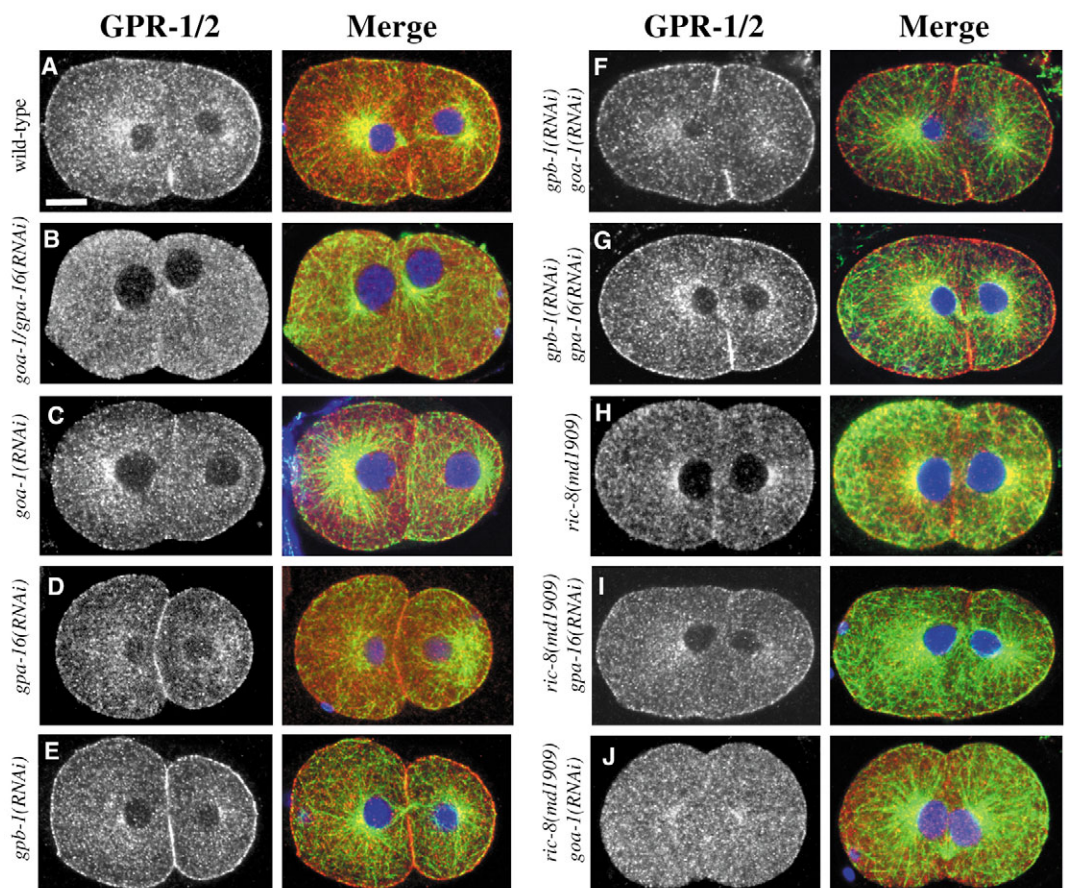 GPR-1/2 Merge GPR-1/2 Merge
A
wild-type
B
goa-1/gpa-16(RNAi)
C
goa-1(RNAi)
D
gpa-16(RNAi)
E
gpb-1(RNAi)
F
gpb-1(RNAi)
goa-1(RNAi)
G
gpb-1(RNAi)
gpa-16(RNAi)
H
ric-8(md1909)
I
ric-8(md1909)
gpa-16(RNAi)
J
ric-8(md1909)
goa-1(RNAi)